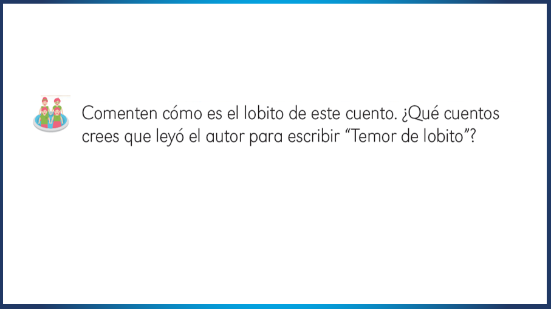 Comenten cómo es el lobito de este cuento. ¿Qué cuentos
crees que leyó el autor para escribir “Temor de lobito”?